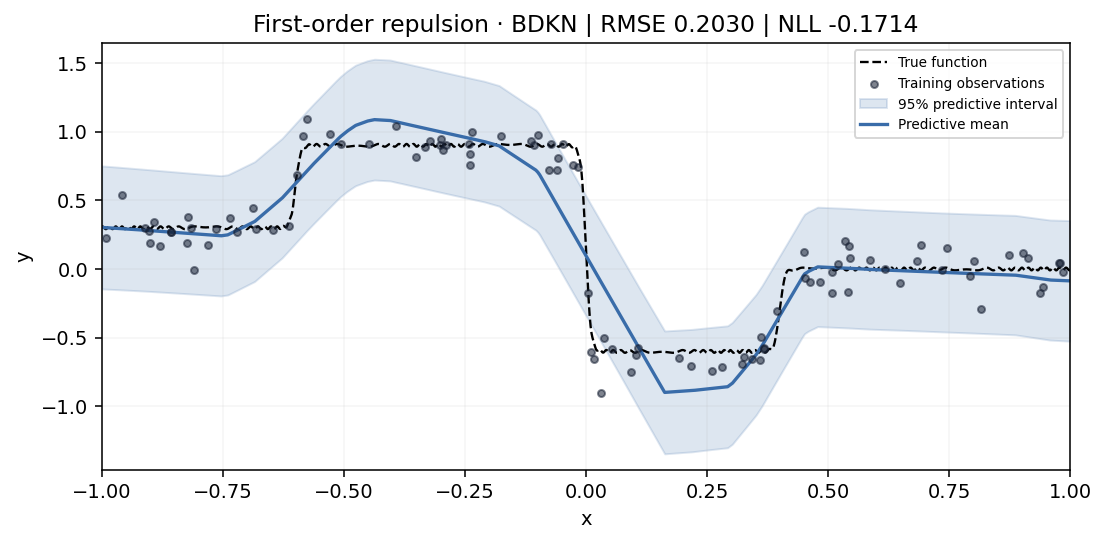 First-order repulsion · BDKN | RMSE 0.2030 | NLL -0.1714
True function
Training observations
95% predictive interval
Predictive mean
y
1.5
1.0
0.5
0.0
−0.5
−1.0
−1.00
−0.75
−0.50
−0.25
0.00
0.25
0.50
0.75
1.00
x